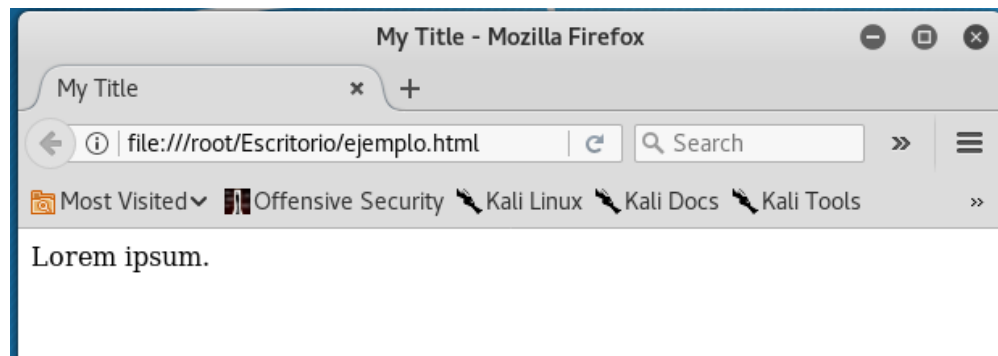 My Title - Mozilla Firefox
My Title
file:///root/Escritorio/ejemplo.html Search
Most Visited Offensive Security Kali Linux Kali Docs Kali Tools
Lorem ipsum.